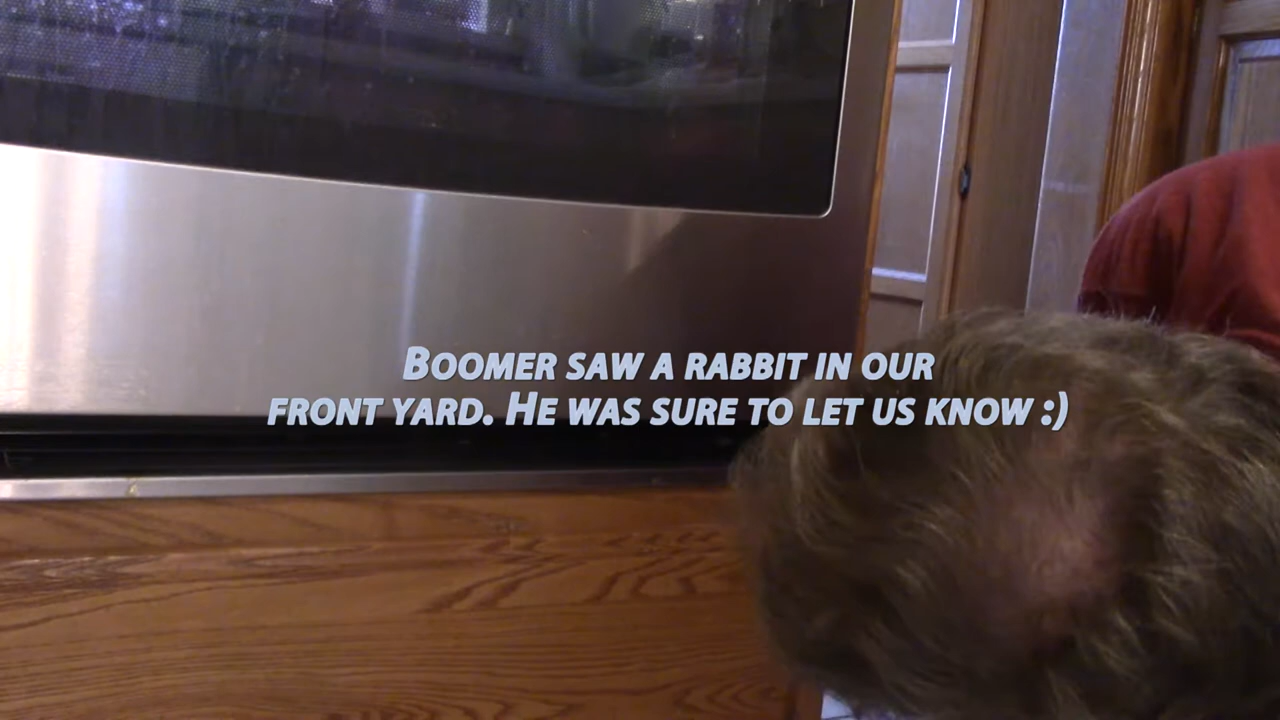 Boomer saw a rabbit in our
front yard. He was sure to let us know :)